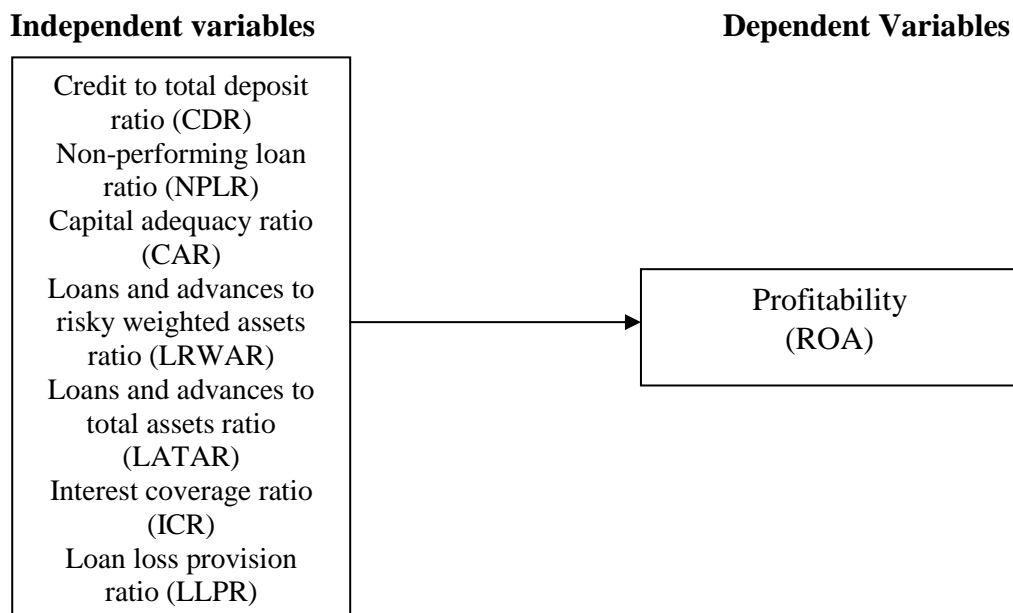 Independent variables
Dependent Variables
Credit to total deposit
ratio (CDR)
Non-performing loan
ratio (NPLR)
Capital adequacy ratio
(CAR)
Loans and advances to
risky weighted assets
ratio (LRWAR)
Loans and advances to
total assets ratio
(LATAR)
Interest coverage ratio
(ICR)
Loan loss provision
ratio (LLPR)
Profitability
(ROA)